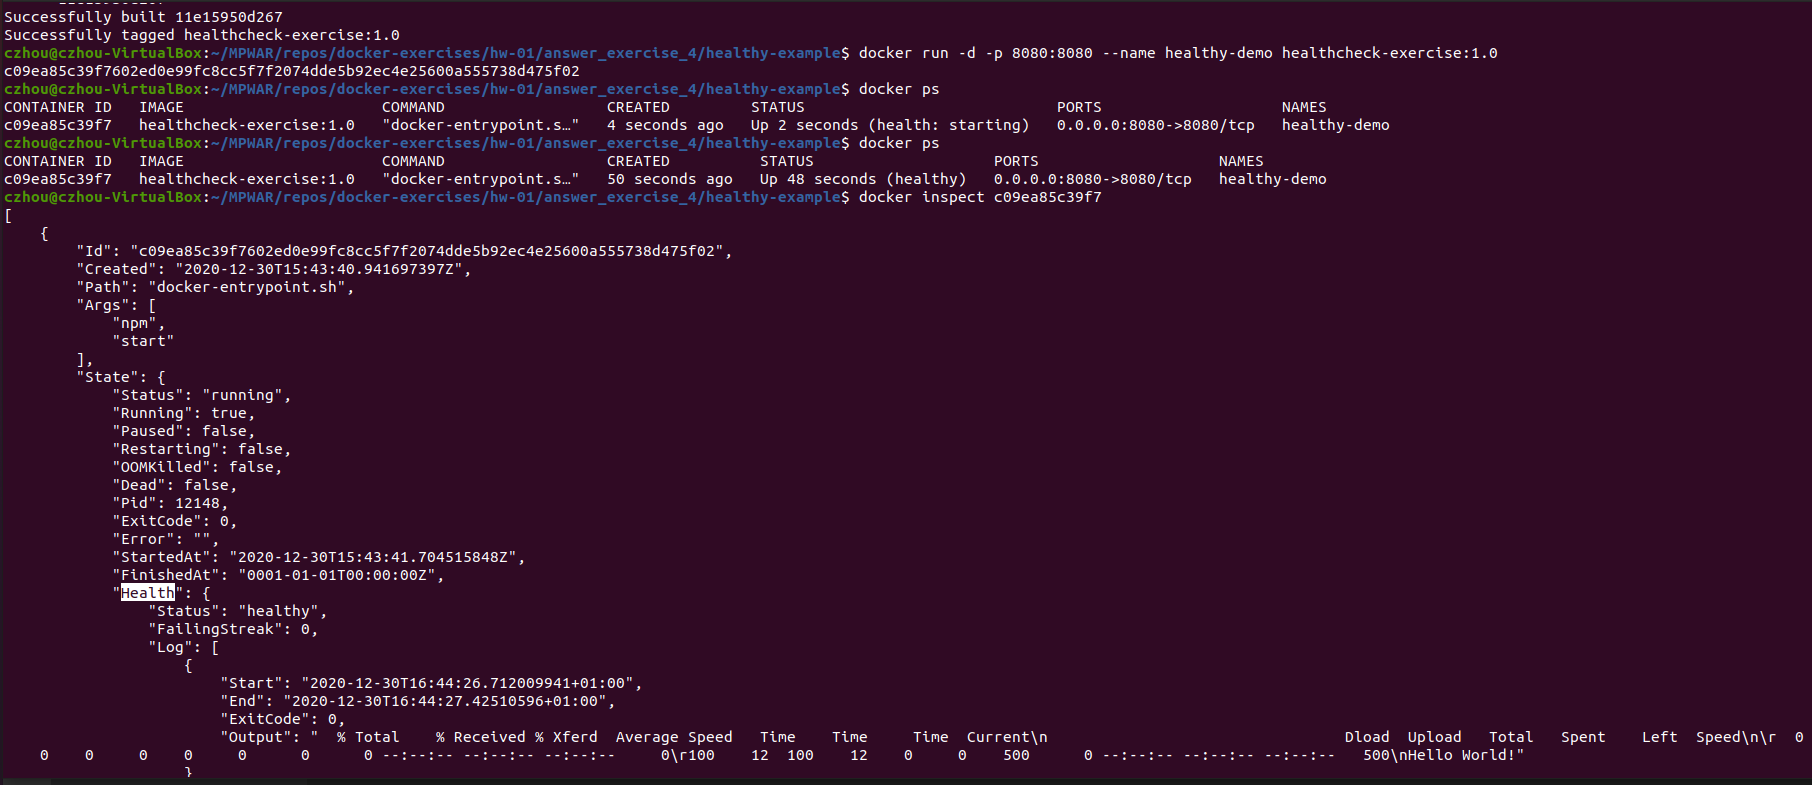 Successfully built 11e15950d267
Successfully tagged healthcheck-exercise:1.0
czhou@czhou-VirtualBox:~/MPWAR/repos/docker-exercises/hw-01/answer_exercise_4/healthy-example$ docker run -d -p 8080:8080 --name healthy-demo healthcheck-exercise:1.0
c09ea85c39f7602ed0e99fc8cc5f7f2074dde5b92ec4e25600a555738d475f02
czhou@czhou-VirtualBox:~/MPWAR/repos/docker-exercises/hw-01/answer_exercise_4/healthy-example$ docker ps
CONTAINER ID   IMAGE                      COMMAND                  CREATED         STATUS                            PORTS                    NAMES
c09ea85c39f7   healthcheck-exercise:1.0   "docker-entrypoint.s…"   4 seconds ago   Up 2 seconds (health: starting)   0.0.0.0:8080->8080/tcp   healthy-demo
czhou@czhou-VirtualBox:~/MPWAR/repos/docker-exercises/hw-01/answer_exercise_4/healthy-example$ docker ps
CONTAINER ID   IMAGE                      COMMAND                  CREATED          STATUS                    PORTS                    NAMES
c09ea85c39f7   healthcheck-exercise:1.0   "docker-entrypoint.s…"   50 seconds ago   Up 48 seconds (healthy)   0.0.0.0:8080->8080/tcp   healthy-demo
czhou@czhou-VirtualBox:~/MPWAR/repos/docker-exercises/hw-01/answer_exercise_4/healthy-example$ docker inspect c09ea85c39f7
[
    {
        "Id": "c09ea85c39f7602ed0e99fc8cc5f7f2074dde5b92ec4e25600a555738d475f02",
        "Created": "2020-12-30T15:43:40.941697397Z",
        "Path": "docker-entrypoint.sh",
        "Args": [
            "npm",
            "start"
        ],
        "State": {
            "Status": "running",
            "Running": true,
            "Paused": false,
            "Restarting": false,
            "OOMKilled": false,
            "Dead": false,
            "Pid": 12148,
            "ExitCode": 0,
            "Error": "",
            "StartedAt": "2020-12-30T15:43:41.704515848Z",
            "FinishedAt": "0001-01-01T00:00:00Z",
            "Health": {
                "Status": "healthy",
                "FailingStreak": 0,
                "Log": [
                    {
                        "Start": "2020-12-30T16:44:26.712009941+01:00",
                        "End": "2020-12-30T16:44:27.42510596+01:00",
                        "ExitCode": 0,
                        "Output": "  % Total    % Received % Xferd  Average Speed   Time    Time     Time  Current\n                                 Dload  Upload   Total   Spent    Left  Speed\n\r  0
    0    0     0    0     0      0      0 --:--:-- --:--:-- --:--:--     0\r100    12  100    12    0     0    500      0 --:--:-- --:--:-- --:--:--   500\nHello World!"
                    }